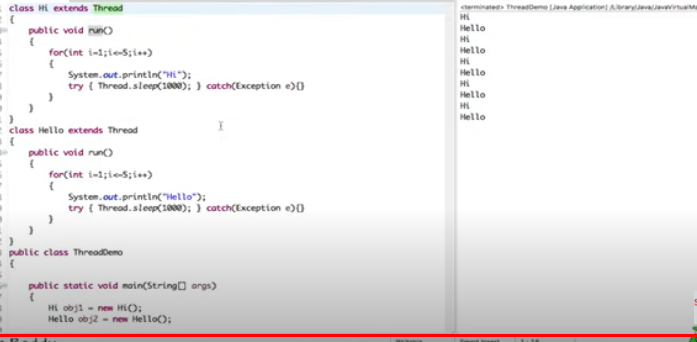 class Hi extends Thread
{
public void run()
{
for(int i=1;i<=5;i++)
{
System.out.println("Hi");
try { Thread.sleep(1000); } catch(Exception e){}
}
}
}
class Hello extends Thread
{
public void run()
{
for(int i=1;i<=5;i++)
{
System.out.println("Hello");
try { Thread.sleep(1000); } catch(Exception e){}
}
}
}
public class ThreadDemo
{
public static void main(String[] args)
{
Hi obj1 = new Hi();
Hello obj2 = new Hello();
<terminated> ThreadDemo [Java Application] /Library/Java/JavaVirtualMa
Hi
Hello
Hi
Hello
Hi
Hello
Hi
Hello
Hi
Hello